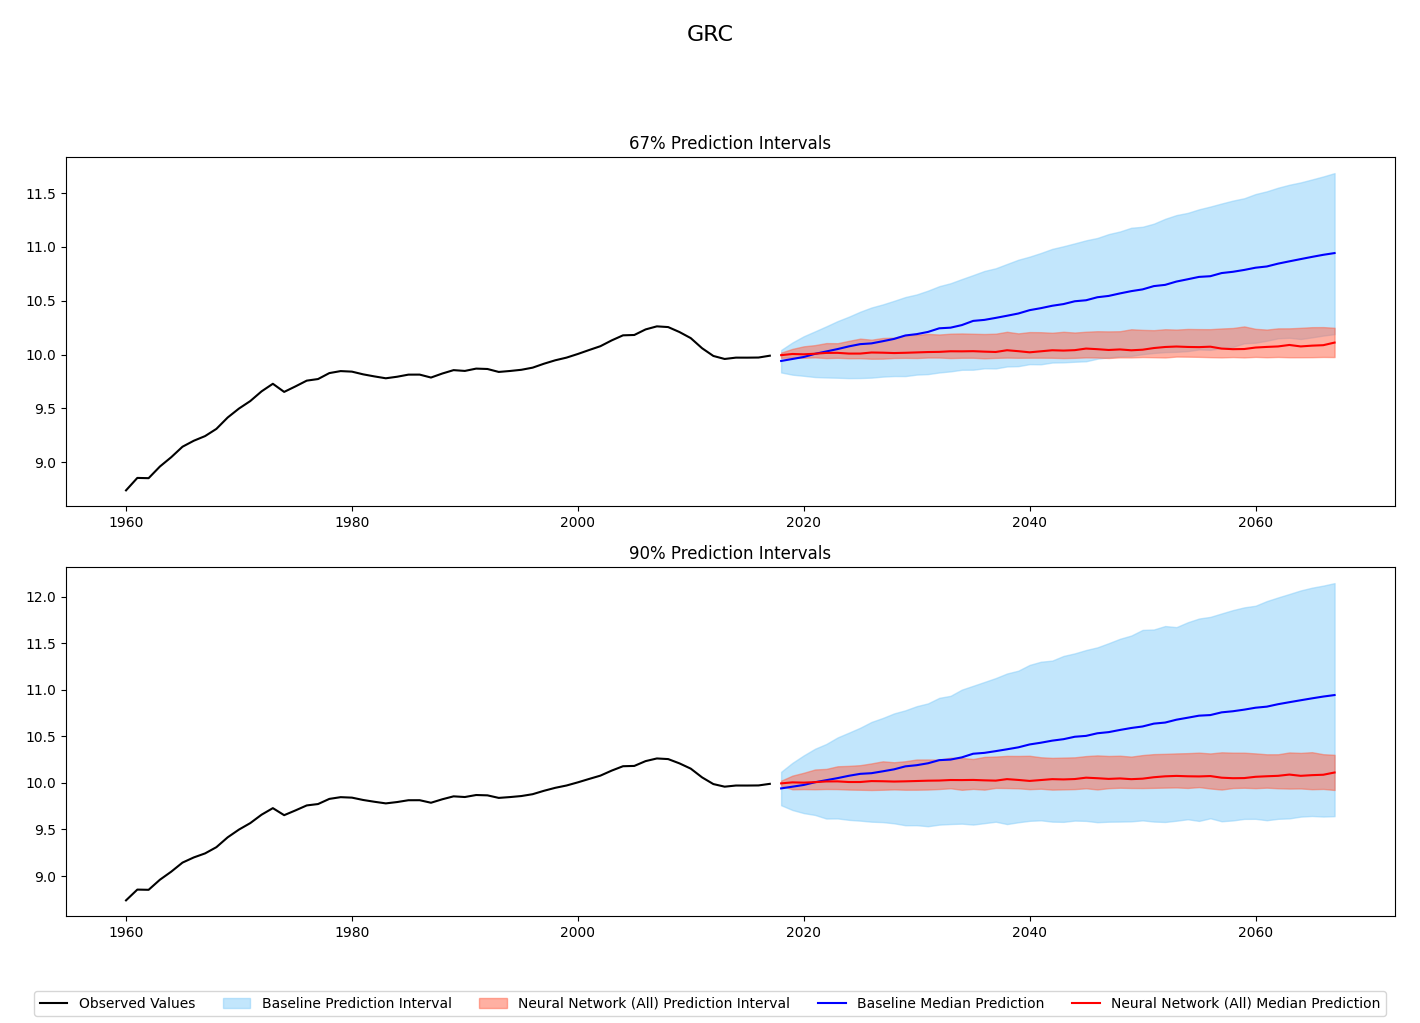 GRC
67% Prediction Intervals
11.5
11.0
10.5
10.0
9.5
9.0
1960 1980 2000 2020 2040 2060
90% Prediction Intervals
12.0
11.5
11.0
10.5
10.0
9.5
9.0
1960 1980 2000 2020 2040 2060
Observed Values Baseline Prediction Interval Neural Network (All) Prediction Interval Baseline Median Prediction Neural Network (All) Median Prediction